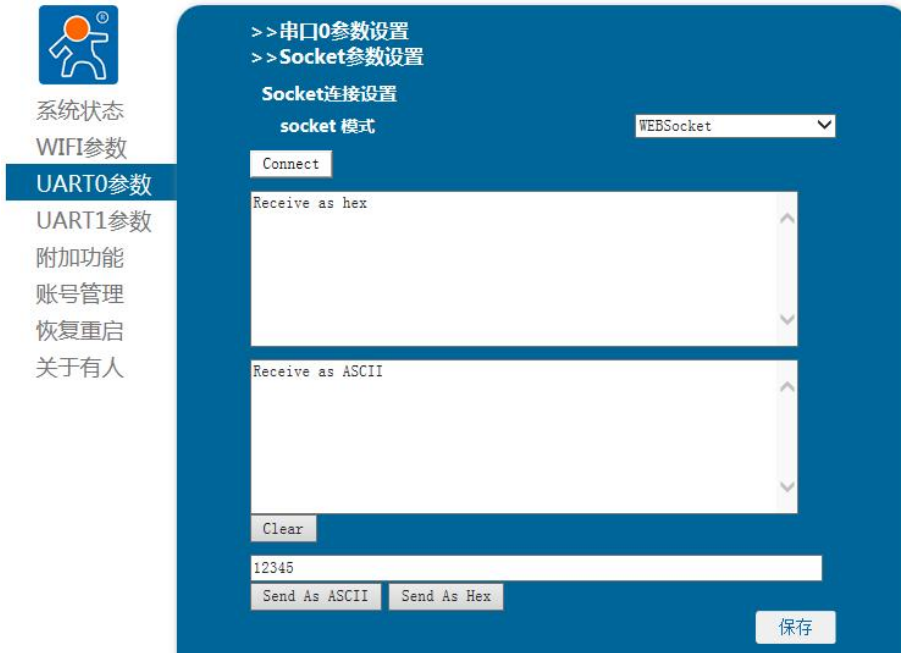 ®
系统状态
WIFI参数
UART0参数
UART1参数
附加功能
账号管理
恢复重启
关于有人
>>串口0参数设置
>>Socket参数设置
Socket连接设置
socket 模式 WEBSocket
Connect
Receive as hex
Receive as ASCII
Clear
12345
Send As ASCII Send As Hex
保存